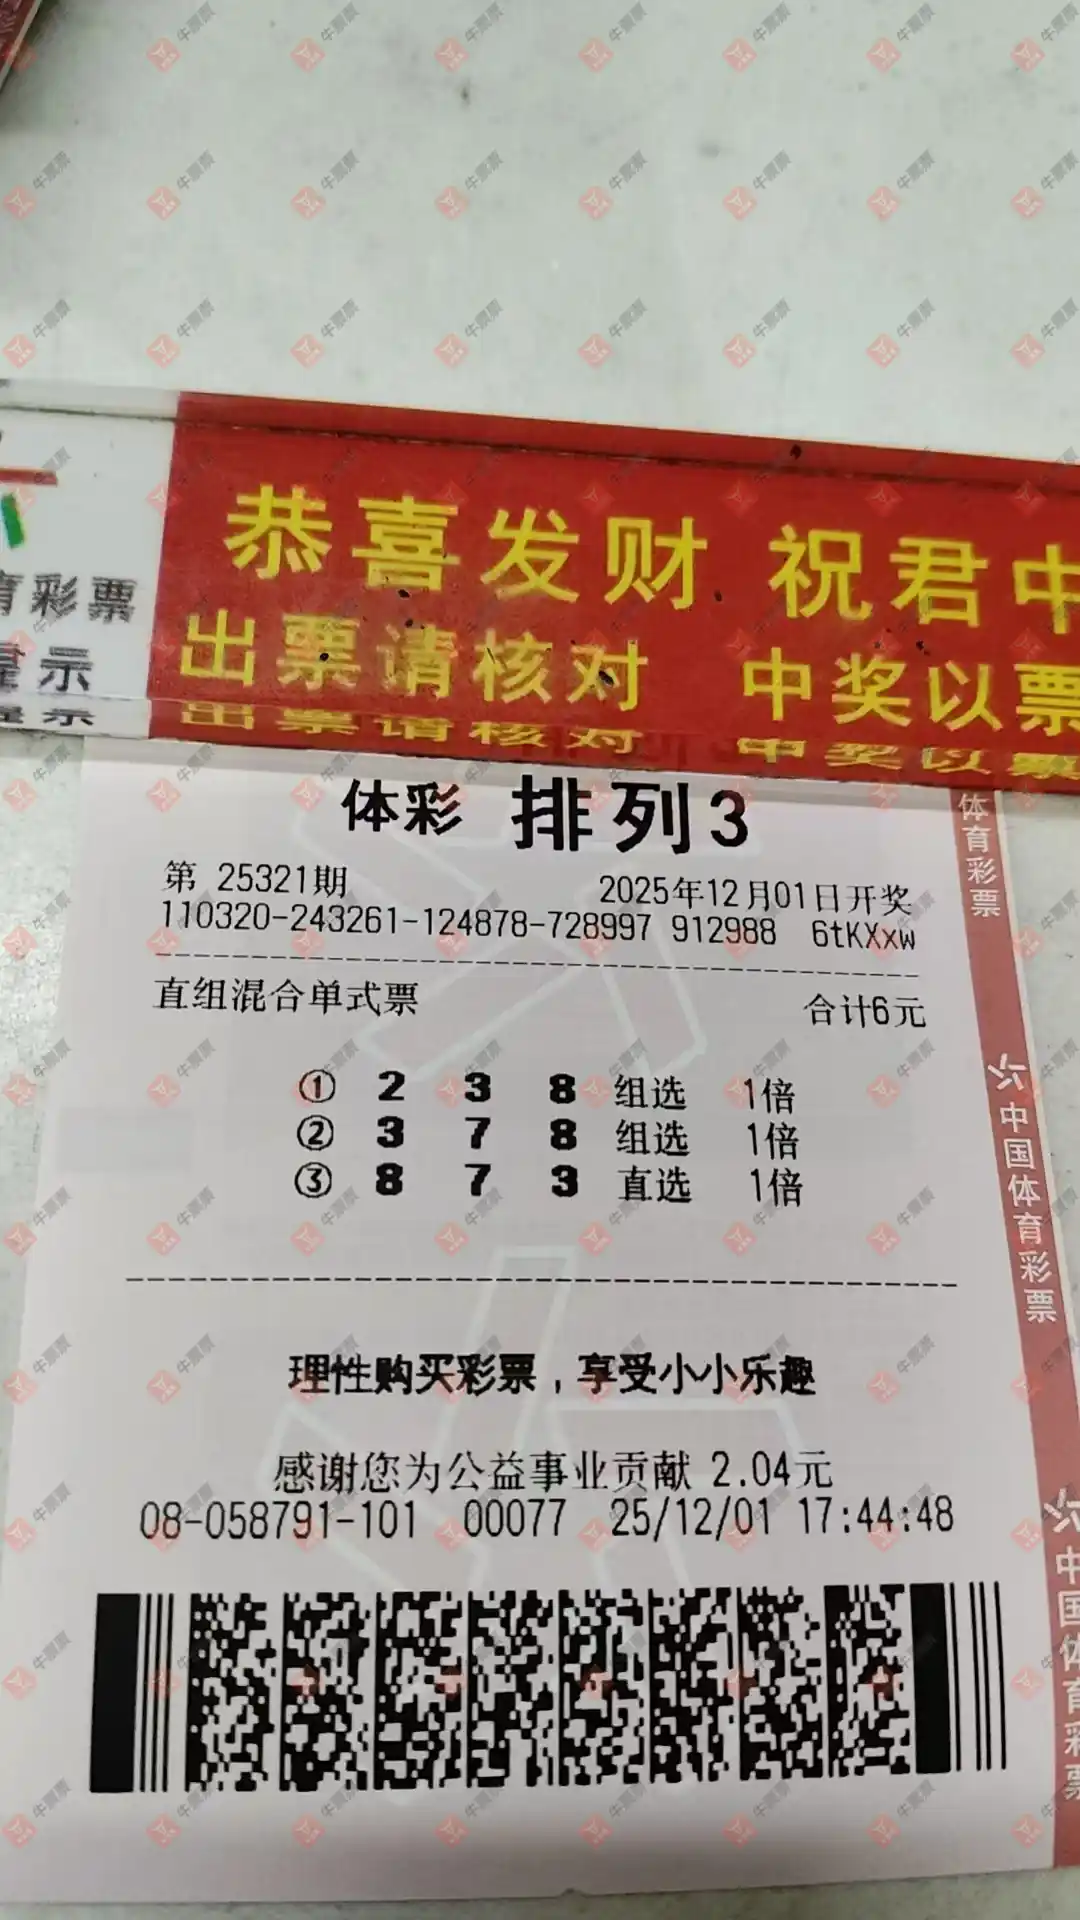 恭喜发财 祝君中
出票请核对 中奖以票
育彩票
提示
体彩 排列3
第 25321期 2025年12月01日开奖
110320-243261-124878-728997 912988 6tKXxw
直组混合单式票 合计6元
① 2 3 8 组选 1倍
② 3 7 8 组选 1倍
③ 8 7 3 直选 1倍
理性购买彩票，享受小小乐趣
感谢您为公益事业贡献 2.04元
08-058791-101 00077 25/12/01 17:44:48
体育彩票
中国体育彩票
中国体育彩票
牛票票